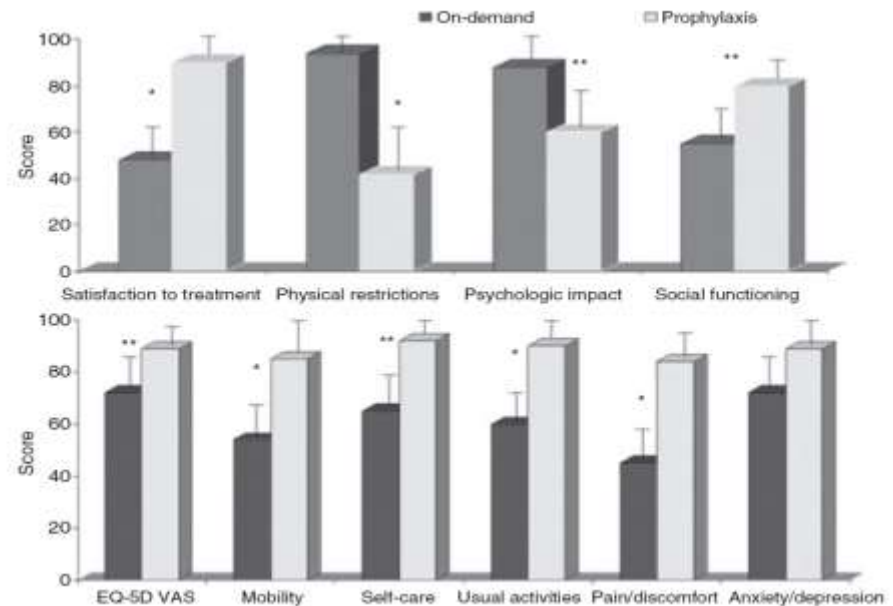 On-demand Prophylaxis
100
80
60
40
20
0
Score
* * ** **
Satisfaction to treatment Physical restrictions Psychologic impact Social functioning
100
80
60
40
20
0
Score
** * ** * *
EQ-5D VAS Mobility Self-care Usual activities Pain/discomfort Anxiety/depression